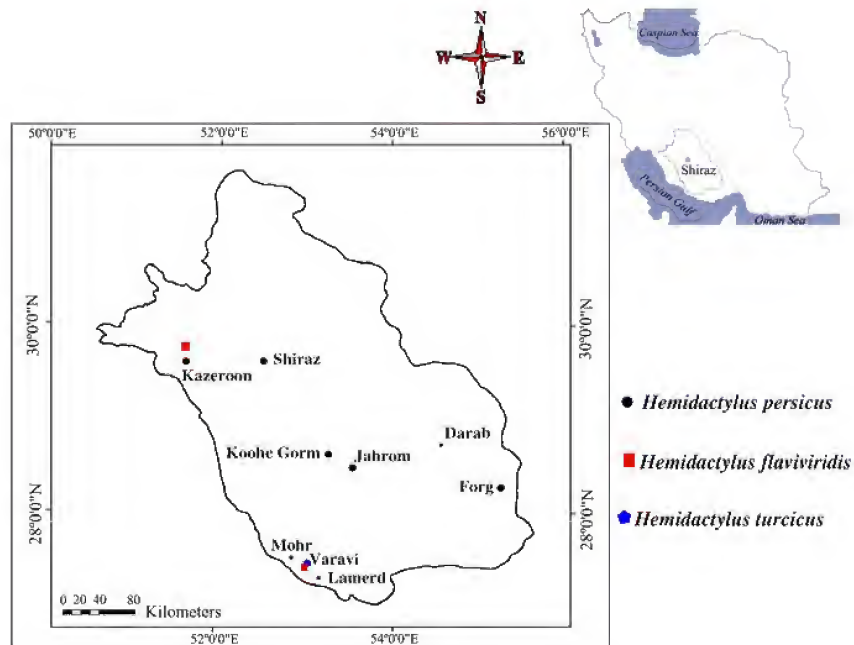 N
W E
S
Caspian Sea
Shiraz
Persian Gulf
Oman Sea
50°0'0"E 52°0'0"E 54°0'0"E 56°0'0"E
30°0'0"N 30°0'0"N
Kazeroon
Shiraz
Koohe Gorm
Jahrom
Darab
Forg
28°0'0"N 28°0'0"N
Mohr
Varavi
Lamerd
0 20 40 80
Kilometers
52°0'0"E 54°0'0"E
Hemidactylus persicus
Hemidactylus flaviviridis
Hemidactylus turcicus